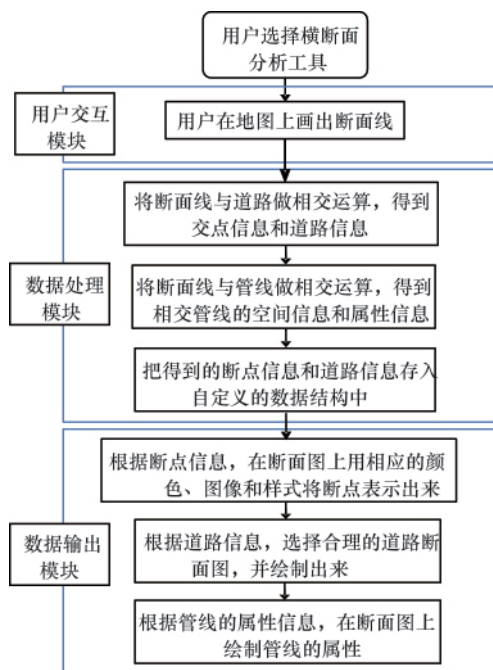 用户选择横断面
分析工具
用户交互
模块
用户在地图上画出断面线
将断面线与道路做相交运算，得到
交点信息和道路信息
数据处理
模块
将断面线与管线做相交运算，得到
相交管线的空间信息和属性信息
把得到的断点信息和道路信息存入
自定义的数据结构中
根据断点信息，在断面图上用相应的颜
色、图像和样式将断点表示出来
数据输出
模块
根据道路信息，选择合理的道路断
面图，并绘制出来
根据管线的属性信息，在断面图上
绘制管线的属性